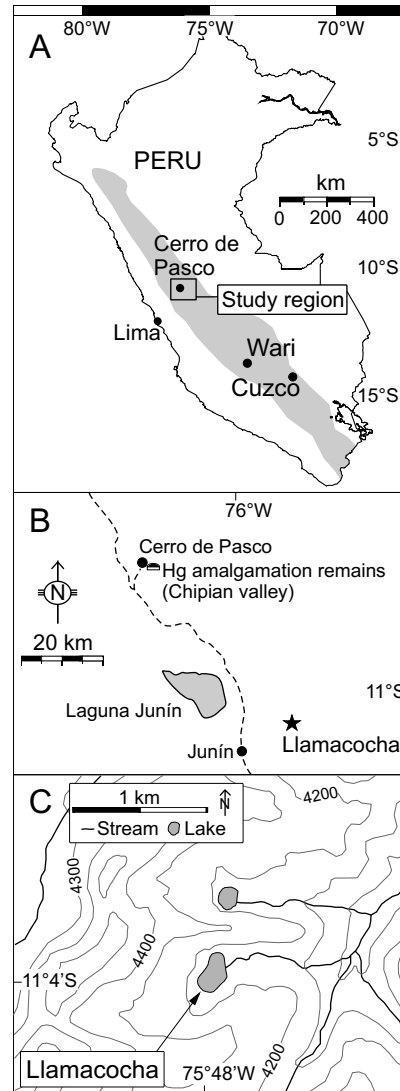 80°W 75°W 70°W
A
5°S
PERU
km
0 200 400
Cerro de
Pasco
10°S
Study region
Lima
Wari
Cuzco
15°S
B
76°W
Cerro de Pasco
Hg amalgamation remains
(Chipian valley)
N
20 km
11°S
Laguna Junín
Llamacocha
Junín
C
1 km
N
Stream Lake
4200
4300
4400
11°4'S
Llamacocha
75°48'W
4200